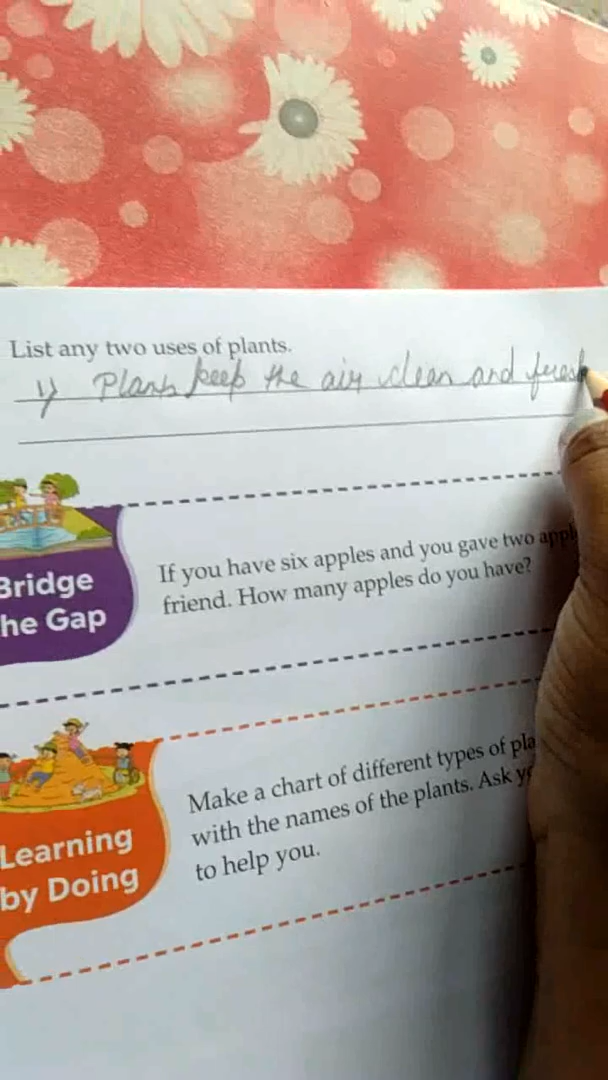 List any two uses of plants.
1) Plants keep the air clean and fresh
If you have six apples and you gave two
friend. How many apples do you have?
Bridge
he Gap
Make a chart of different types of
with the names of the plants. Ask
to help you.
Learning
by Doing